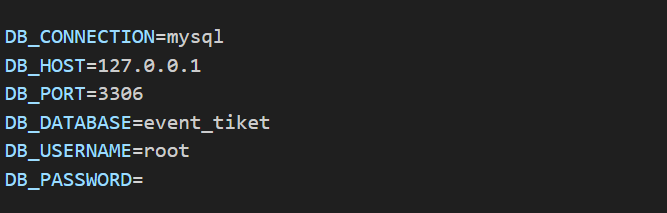 DB_CONNECTION=mysql
DB_HOST=127.0.0.1
DB_PORT=3306
DB_DATABASE=event_tiket
DB_USERNAME=root
DB_PASSWORD=